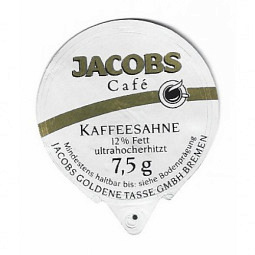 JACOBS
Café
KAFFEESAHNE
12% Fett
ultrahocherhitzt
7,5 g
Mindestens haltbar bis: siehe Bodenprägung
JACOBS GOLDENE TASSE GMBH BREMEN